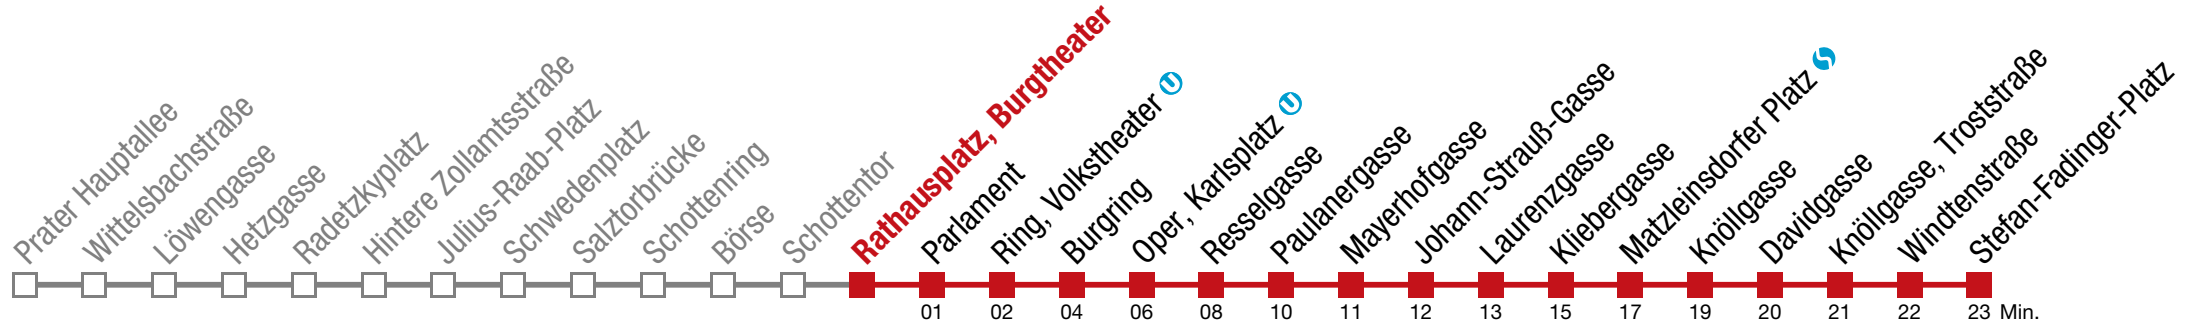 Prater Hauptallee
Wittelsbachstraße
Löwengasse
Hetzgasse
Radetzkyplatz
Hintere Zollamtsstraße
Julius-Raab-Platz
Schwedenplatz
Salztorbrücke
Schottenring
Börse
Schottentor
Rathausplatz, Burgtheater
Parlament
Ring, Volkstheater U
Burgring
Oper, Karlsplatz U
Resselgasse
Paulanergasse
Mayerhofgasse
Johann-Strauß-Gasse
Laurenzgasse
Kliebergasse
Matzleinsdorfer Platz S
Knöllgasse
Davidgasse
Knöllgasse, Troststraße
Windtenstraße
Stefan-Fadinger-Platz
01 02 04 06 08 10 11 12 13 15 17 19 20 21 22 23 Min.